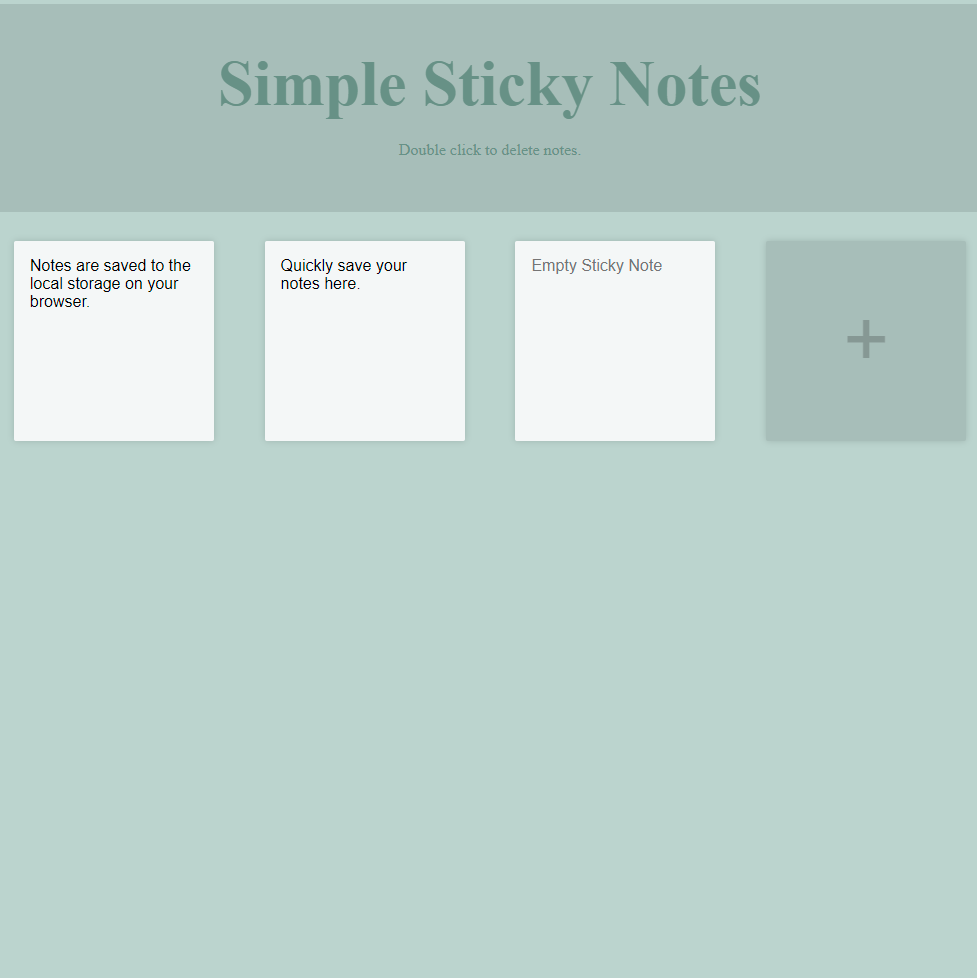 Simple Sticky Notes
Double click to delete notes.
Notes are saved to the
local storage on your
browser.
Quickly save your
notes here.
Empty Sticky Note
+